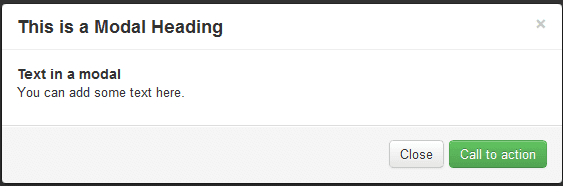 This is a Modal Heading
×
Text in a modal
You can add some text here.
Close
Call to action